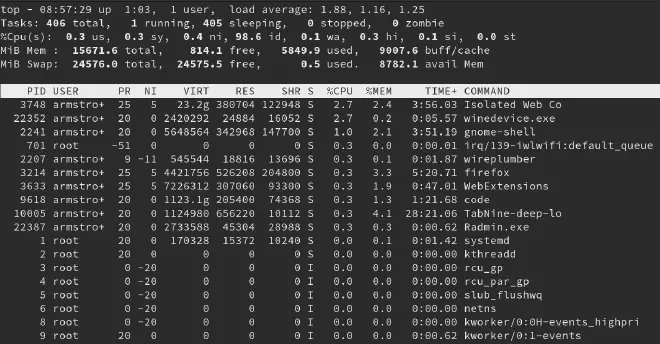 top - 08:57:29 up  1:03,  1 user,  load average: 1.88, 1.16, 1.25
Tasks: 406 total,   1 running, 405 sleeping,   0 stopped,   0 zombie
%Cpu(s):  0.3 us,  0.3 sy,  0.4 ni, 98.6 id,  0.1 wa,  0.3 hi,  0.1 si,  0.0 st
MiB Mem :  15671.6 total,    814.1 free,   5849.9 used,   9007.6 buff/cache
MiB Swap:  24576.0 total,  24575.5 free,      0.5 used.   8782.1 avail Mem
PID USER      PR  NI    VIRT    RES    SHR S  %CPU  %MEM     TIME+ COMMAND
3748 armstro+  25   5   23.2g 380704 122948 S   2.7   2.4   3:56.03 Isolated Web Co
22352 armstro+  20   0 2420292  24884  16052 S   2.7   0.2   0:05.57 winedevice.exe
2241 armstro+  20   0 5648564 342968 147700 S   1.0   2.1   3:51.19 gnome-shell
701 root     -51   0       0      0      0 S   0.3   0.0   0:00.01 irq/139-iwlwifi:default_queue
2207 armstro+   9 -11  545544  18816  13696 S   0.3   0.1   0:01.87 wireplumber
3214 armstro+  25   5 4421756 526208 204800 S   0.3   3.3   5:20.71 firefox
3633 armstro+  25   5 7226312 307060  93300 S   0.3   1.9   0:47.01 WebExtensions
9618 armstro+  20   0 1123.1g 205400  74368 S   0.3   1.3   1:21.68 code
10005 armstro+  20   0 1124980 656220  10112 S   0.3   4.1  28:21.06 TabNine-deep-lo
22387 armstro+  20   0 2733588  45304  28988 S   0.3   0.3   0:00.62 Radmin.exe
1 root      20   0  170328  15372  10240 S   0.0   0.1   0:01.42 systemd
2 root      20   0       0      0      0 S   0.0   0.0   0:00.00 kthreadd
3 root       0 -20       0      0      0 I   0.0   0.0   0:00.00 rcu_gp
4 root       0 -20       0      0      0 I   0.0   0.0   0:00.00 rcu_par_gp
5 root       0 -20       0      0      0 I   0.0   0.0   0:00.00 slub_flushwq
6 root       0 -20       0      0      0 I   0.0   0.0   0:00.00 netns
8 root       0 -20       0      0      0 I   0.0   0.0   0:00.00 kworker/0:0H-events_highpri
9 root      20   0       0      0      0 I   0.0   0.0   0:00.62 kworker/0:1-events